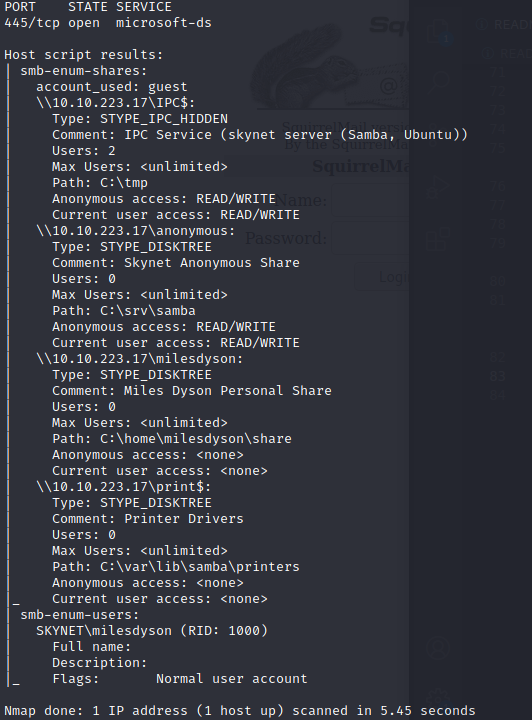 PORT    STATE SERVICE
445/tcp open  microsoft-ds
Host script results:
| smb-enum-shares:
|   account_used: guest
|   \\10.10.223.17\IPC$:
|     Type: STYPE_IPC_HIDDEN
|     Comment: IPC Service (skynet server (Samba, Ubuntu))
|     Users: 2
|     Max Users: <unlimited>
|     Path: C:\tmp
|     Anonymous access: READ/WRITE
|     Current user access: READ/WRITE
|   \\10.10.223.17\anonymous:
|     Type: STYPE_DISKTREE
|     Comment: Skynet Anonymous Share
|     Users: 0
|     Max Users: <unlimited>
|     Path: C:\srv\samba
|     Anonymous access: READ/WRITE
|     Current user access: READ/WRITE
|   \\10.10.223.17\milesdyson:
|     Type: STYPE_DISKTREE
|     Comment: Miles Dyson Personal Share
|     Users: 0
|     Max Users: <unlimited>
|     Path: C:\home\milesdyson\share
|     Anonymous access: <none>
|     Current user access: <none>
|   \\10.10.223.17\print$:
|     Type: STYPE_DISKTREE
|     Comment: Printer Drivers
|     Users: 0
|     Max Users: <unlimited>
|     Path: C:\var\lib\samba\printers
|     Anonymous access: <none>
|_    Current user access: <none>
| smb-enum-users:
|   SKYNET\milesdyson (RID: 1000)
|     Full name:
|     Description:
|_    Flags:       Normal user account
Nmap done: 1 IP address (1 host up) scanned in 5.45 seconds
Name:
Password: